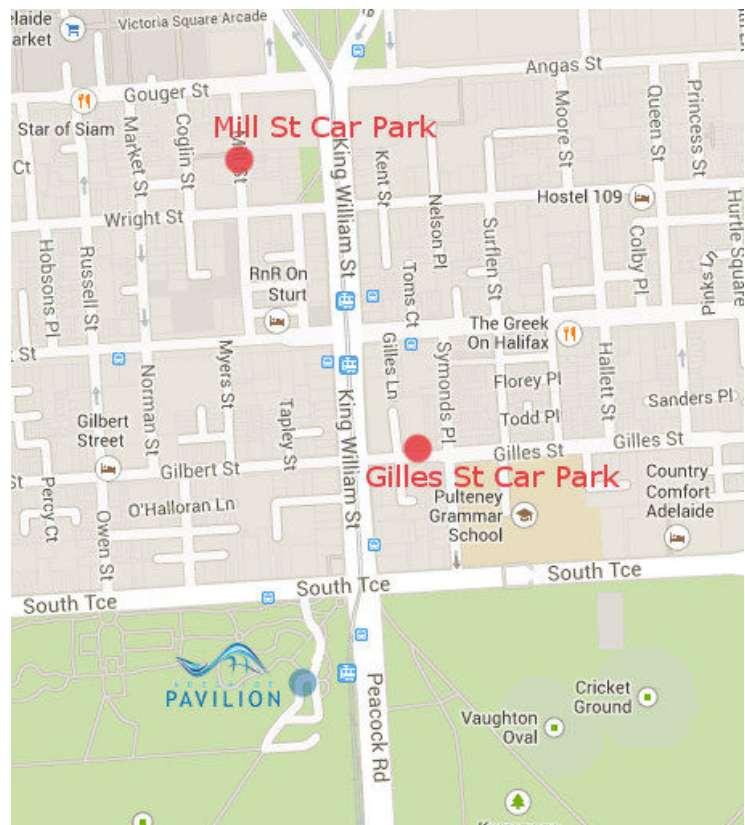 elaide
arket
Victoria Square Arcade
Angas St
Gouger St
Star of Siam
Ct
Market St
Coglin St
Mill St Car Park
King William St
Kent St
Nelson Pl
Moore St
Queen St
Princess St
Hostel 109
Wright St
Hobsons Pl
Russell St
RnR On
Sturt
Toms Ct
Surflen St
Colby Pl
Pinks Ls
Hurtle Square
St
The Greek
On Halifax
Myers St
Norman St
Gilles Ln
Symonds Pl
Florey Pl
Hallett St
Todd Pl
Sanders Pl
Gilbert
Street
Tapley St
King William St
Gilles St
Gilles St
St
Gilbert St
Gilles St Car Park
Percy Ct
O'Halloran Ln
Owen St
Pulteney
Grammar
School
Country
Comfort
Adelaide
South Tce
South Tce
South Tce
ADELAIDE
PAVILION
Peacock Rd
Cricket
Ground
Vaughton
Oval